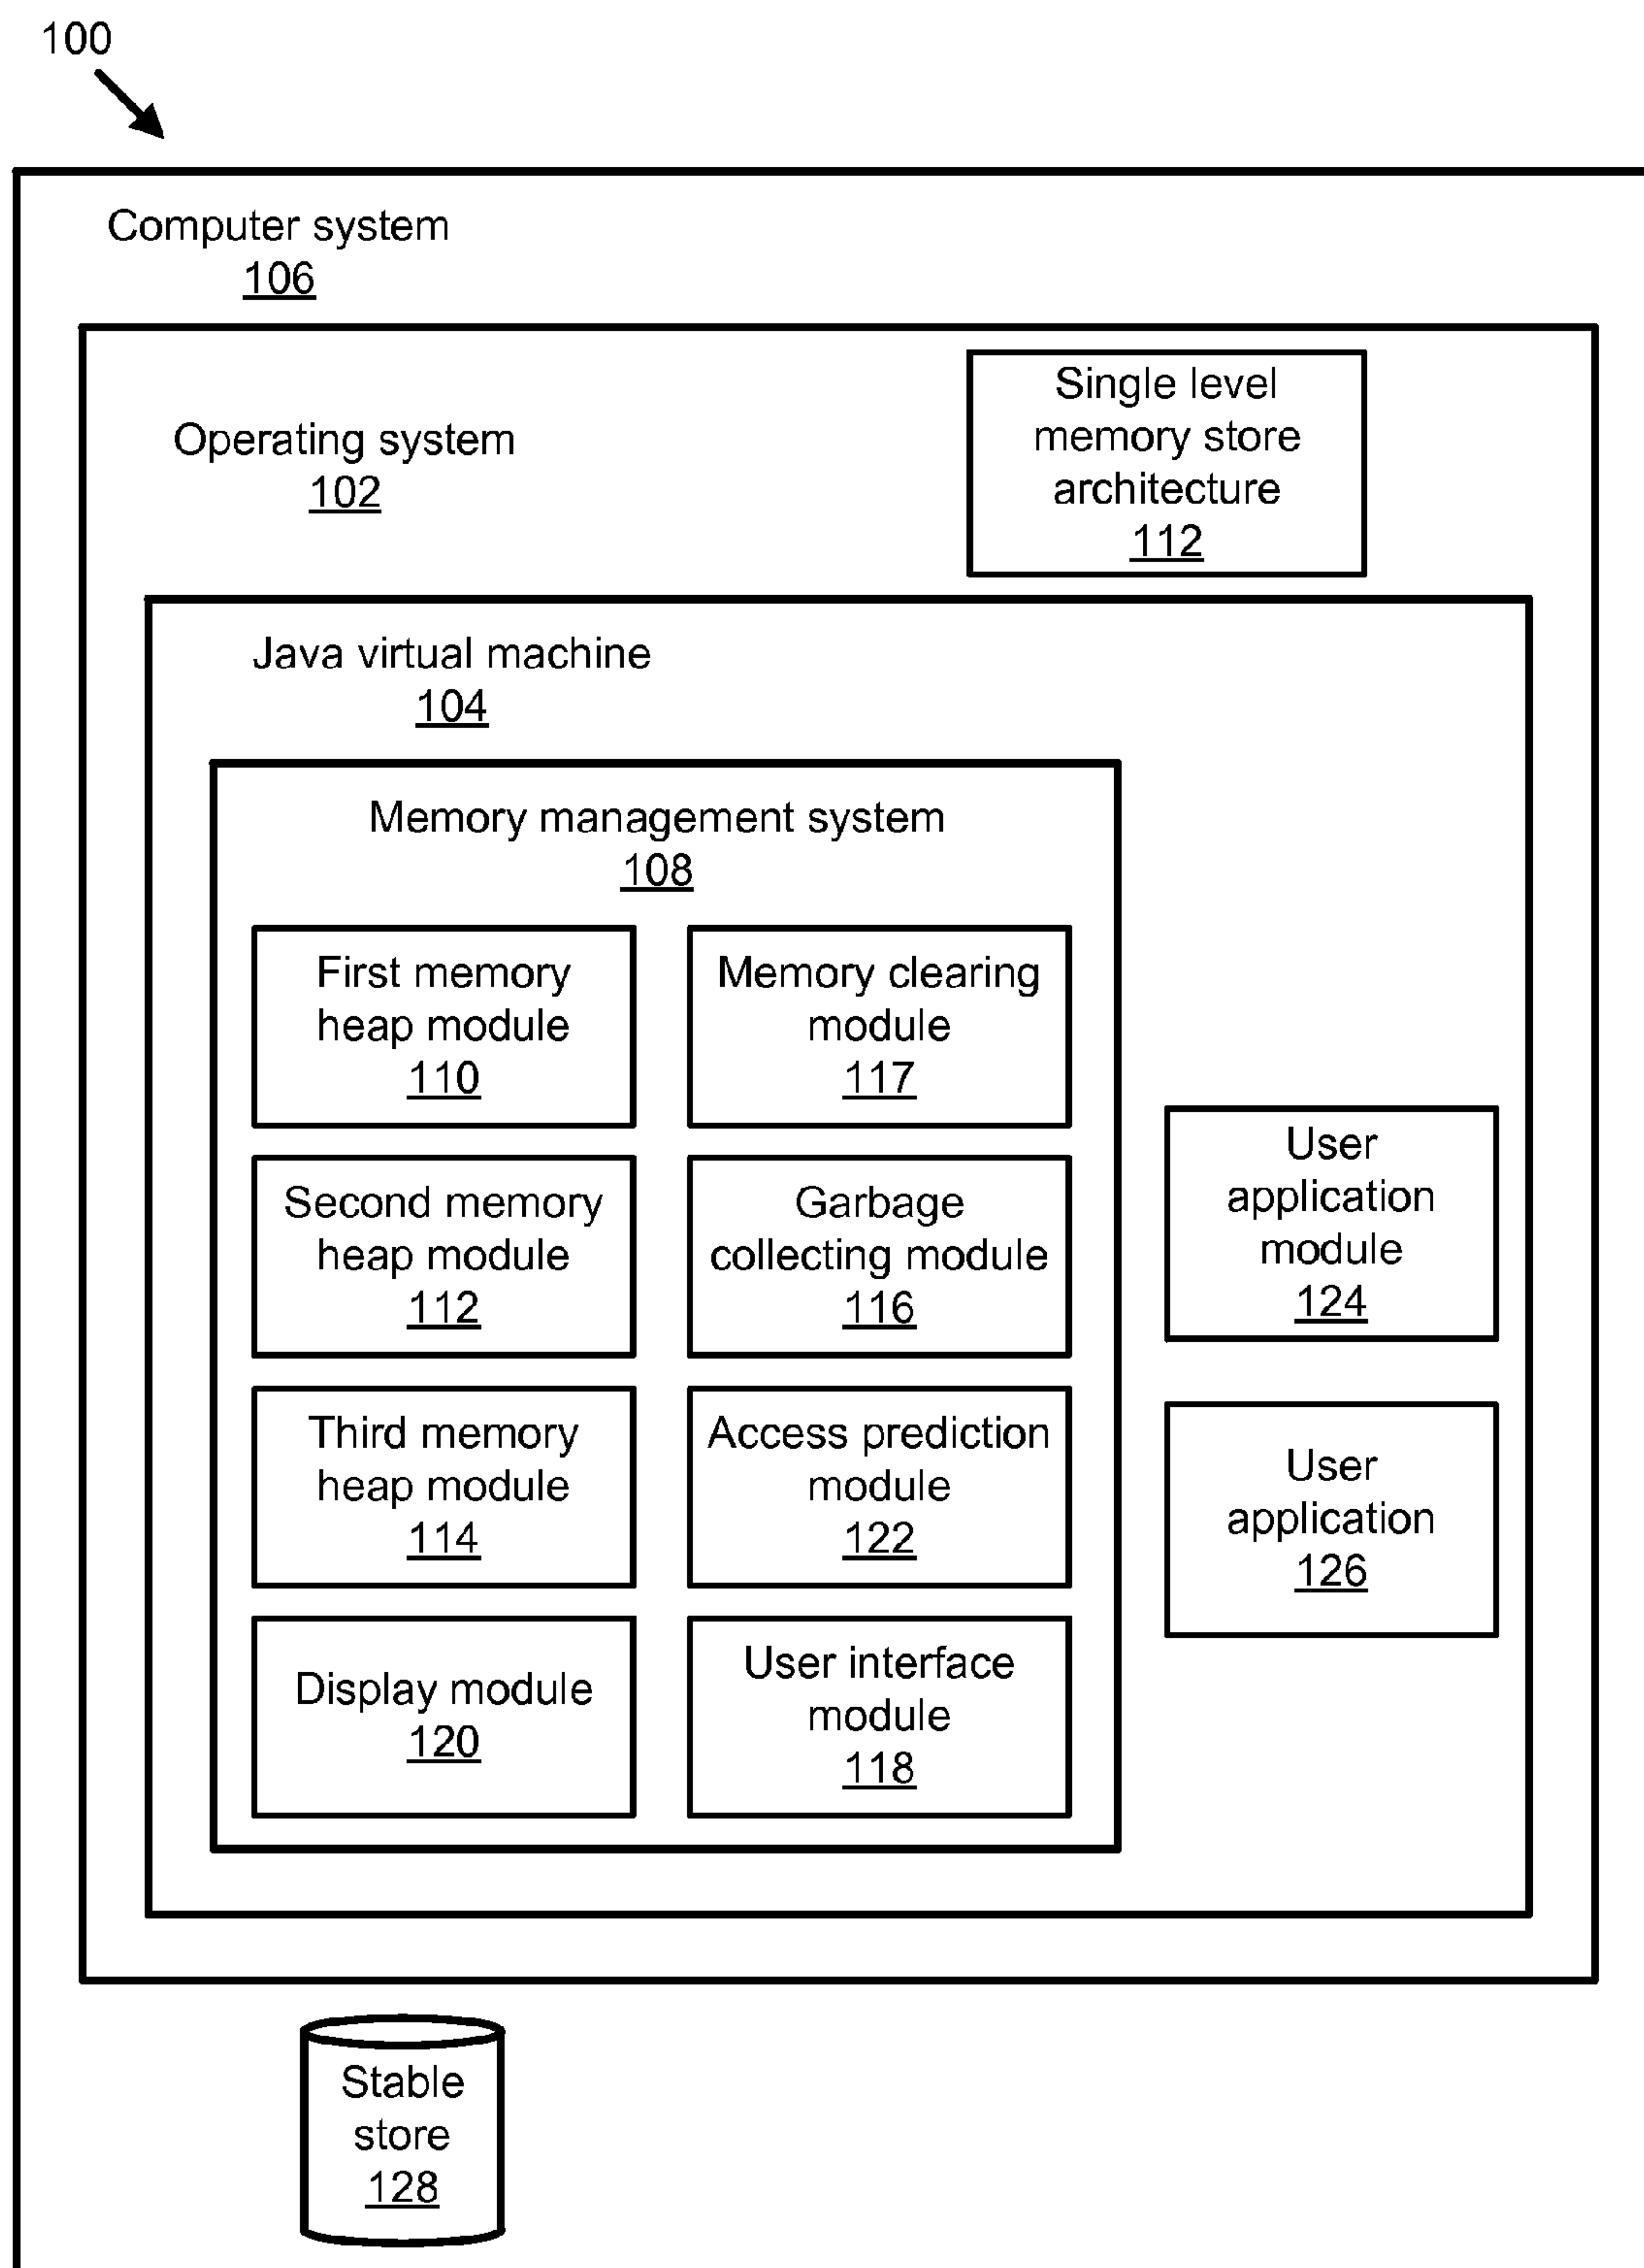 100
Computer system
106
Operating system
102
Single level
memory store
architecture
112
Java virtual machine
104
Memory management system
108
First memory
heap module
110
Memory clearing
module
117
Second memory
heap module
112
Garbage
collecting module
116
Third memory
heap module
114
Access prediction
module
122
Display module
120
User interface
module
118
User
application
module
124
User
application
126
Stable
store
128